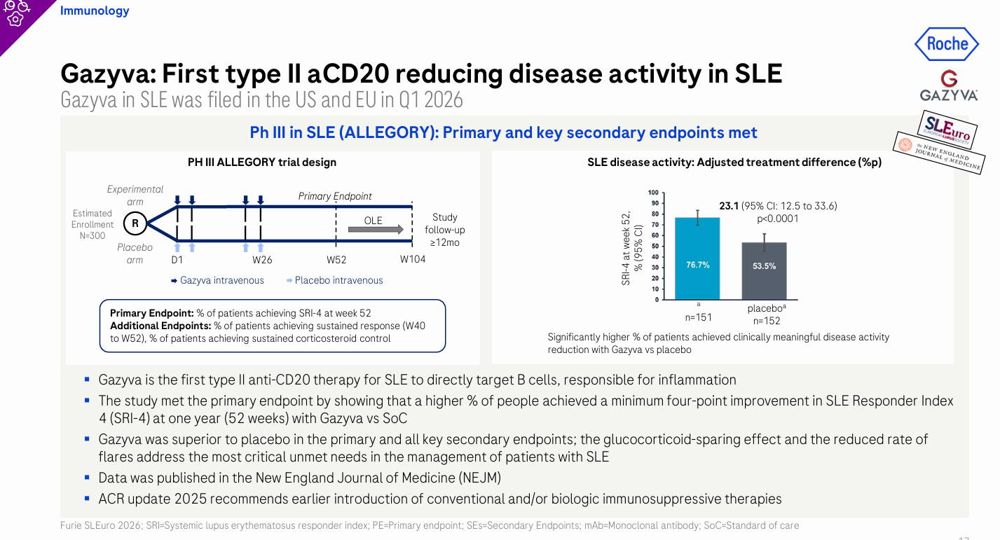 Immunology
Roche
Gazyva: First type II aCD20 reducing disease activity in SLE
G
GAZYVA
Gazyva in SLE was filed in the US and EU in Q1 2026
Ph III in SLE (ALLEGORY): Primary and key secondary endpoints met
SLEuro
EUROPEAN LUPUS SOCIETY
The NEW ENGLAND
JOURNAL of MEDICINE
PH III ALLEGORY trial design
Experimental
arm
Estimated
Enrollment
N=300
R
Placebo
arm
Primary Endpoint
OLE
Study
follow-up
≥12mo
D1
W26
W52
W104
Gazyva intravenous
Placebo intravenous
Primary Endpoint: % of patients achieving SRI-4 at week 52
Additional Endpoints: % of patients achieving sustained response (W40
to W52), % of patients achieving sustained corticosteroid control
SLE disease activity: Adjusted treatment difference (%p)
SRI-4 at week 52,
% (95% CI)
100
90
80
70
60
50
40
30
20
10
0
23.1 (95% CI: 12.5 to 33.6)
p<0.0001
76.7%
53.5%
a
n=151
placeboa
n=152
Significantly higher % of patients achieved clinically meaningful disease activity
reduction with Gazyva vs placebo
▪ Gazyva is the first type II anti-CD20 therapy for SLE to directly target B cells, responsible for inflammation
▪ The study met the primary endpoint by showing that a higher % of people achieved a minimum four-point improvement in SLE Responder Index
4 (SRI-4) at one year (52 weeks) with Gazyva vs SoC
▪ Gazyva was superior to placebo in the primary and all key secondary endpoints; the glucocorticoid-sparing effect and the reduced rate of
flares address the most critical unmet needs in the management of patients with SLE
▪ Data was published in the New England Journal of Medicine (NEJM)
▪ ACR update 2025 recommends earlier introduction of conventional and/or biologic immunosuppressive therapies
Furie SLEuro 2026; SRI=Systemic lupus erythematosus responder index; PE=Primary endpoint; SEs=Secondary Endpoints; mAb=Monoclonal antibody; SoC=Standard of care